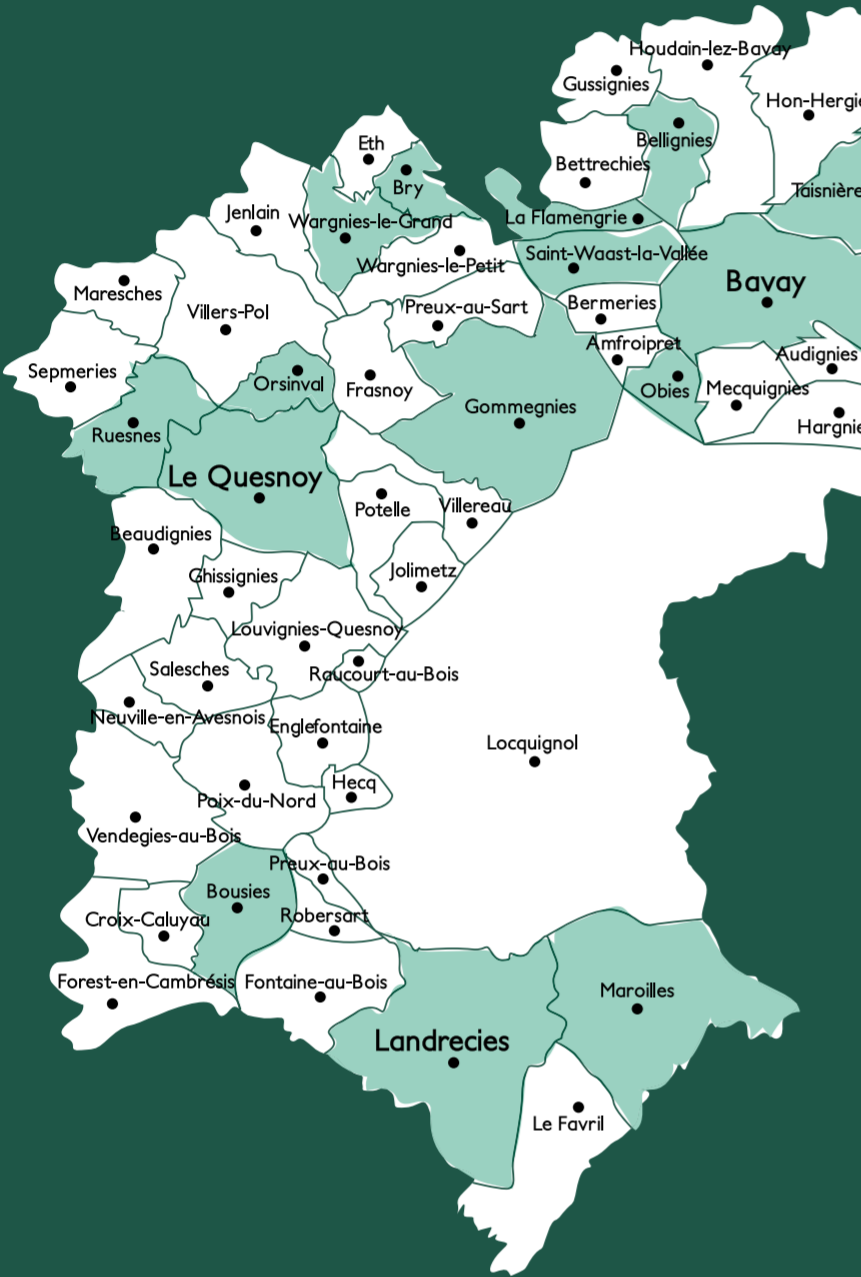 Houdain-lez-Bavay
Gussignies
Hon-Hergie
Eth
Bellignies
Bettrechies
Bry
Taisnière
Jenlain
Wargnies-le-Grand
La Flamengrie
Saint-Waast-la-Vallée
Wargnies-le-Petit
Bavay
Maresches
Bermeries
Preux-au-Sart
Villers-Pol
Amfroipret
Audignies
Sepmeries
Orsinval
Frasnoy
Obies
Mecquignies
Gommegnies
Hargnie
Ruesnes
Le Quesnoy
Potelle
Villereau
Beaudignies
Jolimetz
Ghissignies
Louvignies-Quesnoy
Salesches
Raucourt-au-Bois
Neuville-en-Avesnois
Englefontaine
Locquignol
Hecq
Poix-du-Nord
Vendegies-au-Bois
Preux-au-Bois
Bousies
Robersart
Croix-Caluyau
Forest-en-Cambrésis
Fontaine-au-Bois
Maroilles
Landrecies
Le Favril